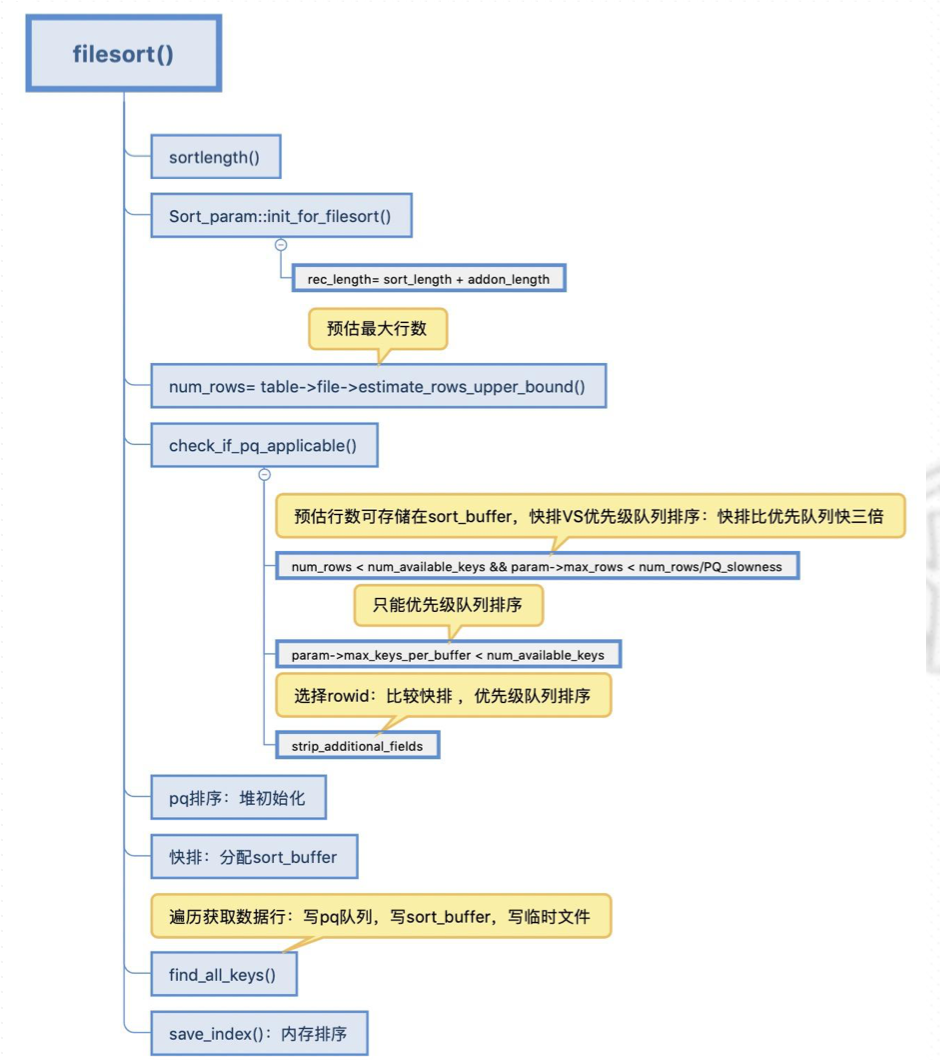 filesort()
sortlength()
Sort_param::init_for_filesort()
rec_length= sort_length + addon_length
预估最大行数
num_rows= table->file->estimate_rows_upper_bound()
check_if_pq_applicable()
预估行数可存储在sort_buffer，快排VS优先级队列排序：快排比优先队列快三倍
num_rows < num_available_keys && param->max_rows < num_rows/PQ_slowness
只能优先级队列排序
param->max_keys_per_buffer < num_available_keys
选择rowid：比较快排 ，优先级队列排序
strip_additional_fields
pq排序：堆初始化
快排：分配sort_buffer
遍历获取数据行：写pq队列，写sort_buffer，写临时文件
find_all_keys()
save_index()：内存排序